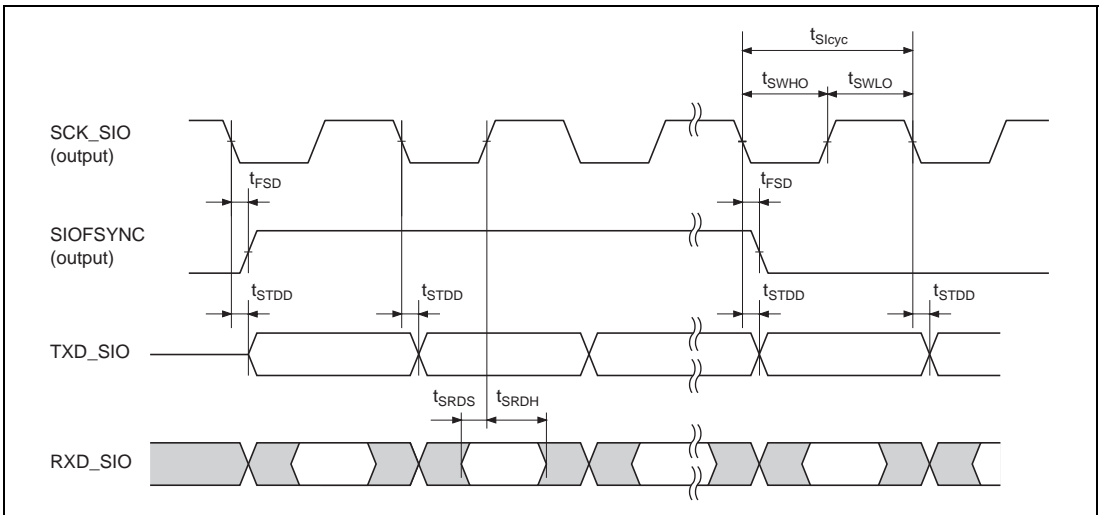 tSIcyc
tSWHO tSWLO
SCK_SIO
(output)
tFSD tFSD
SIOFSYNC
(output)
tSTDD tSTDD tSTDD tSTDD
TXD_SIO
tSRDS tSRDH
RXD_SIO